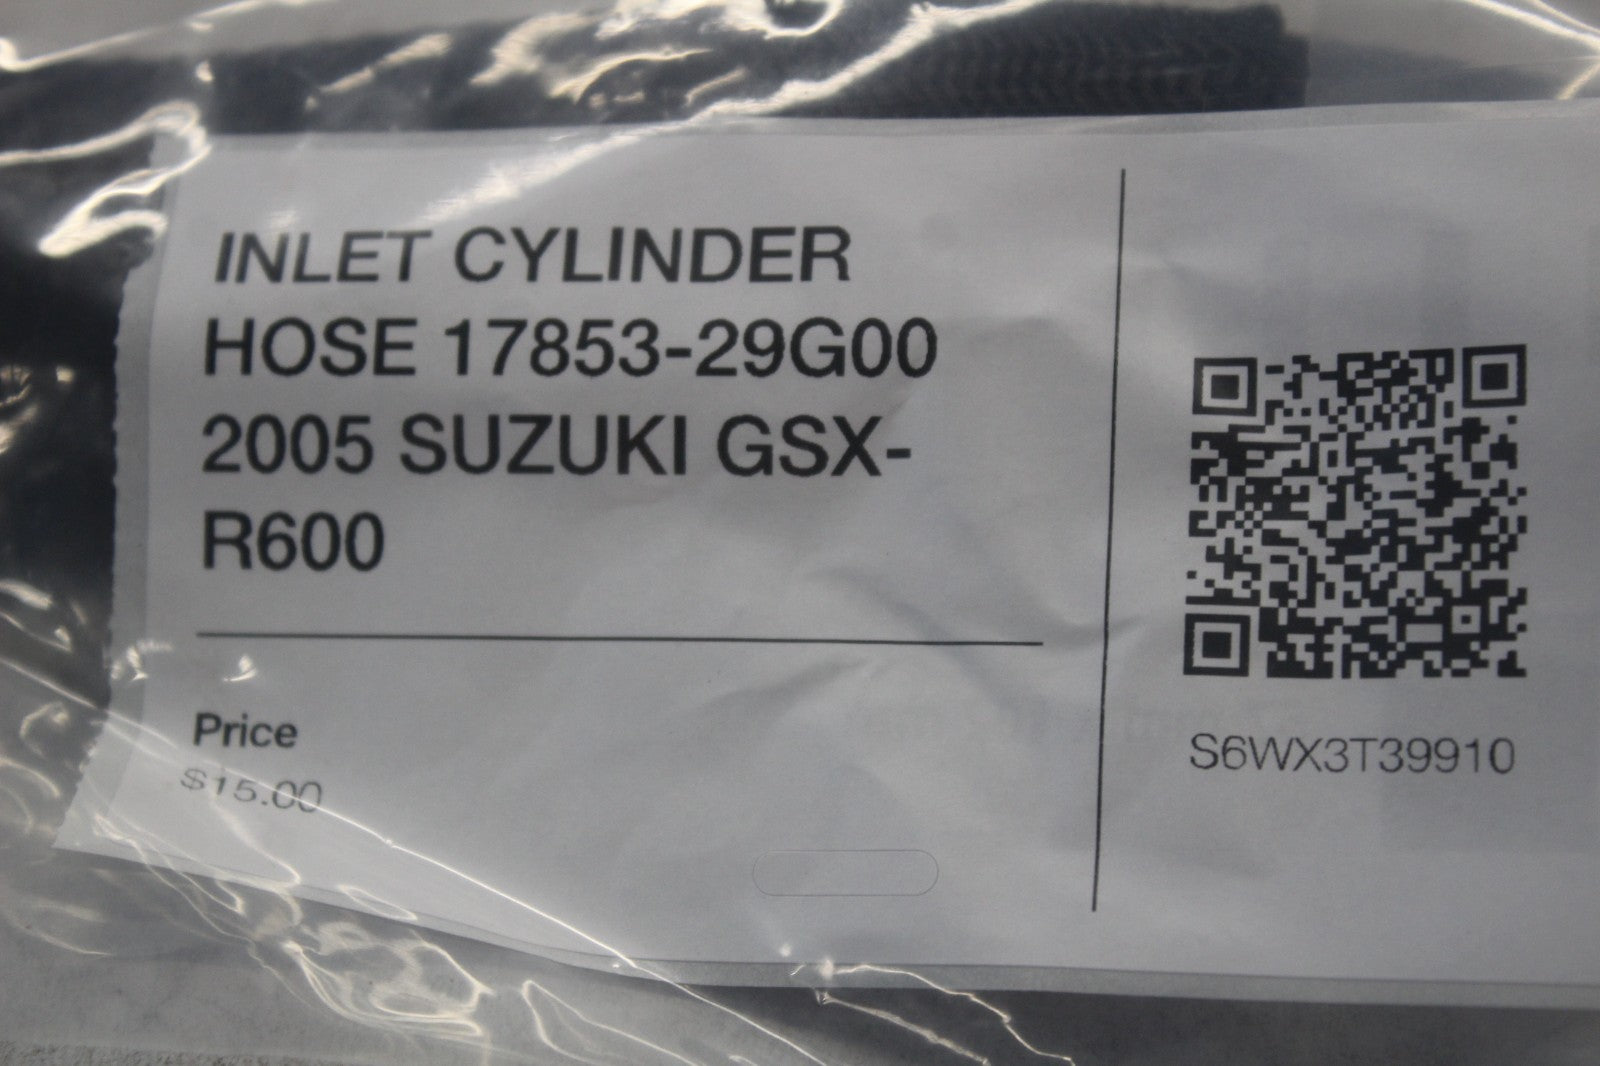 INLET CYLINDER
HOSE 17853-29G00
2005 SUZUKI GSX-
R600
Price
$15.00
S6WX3T39910